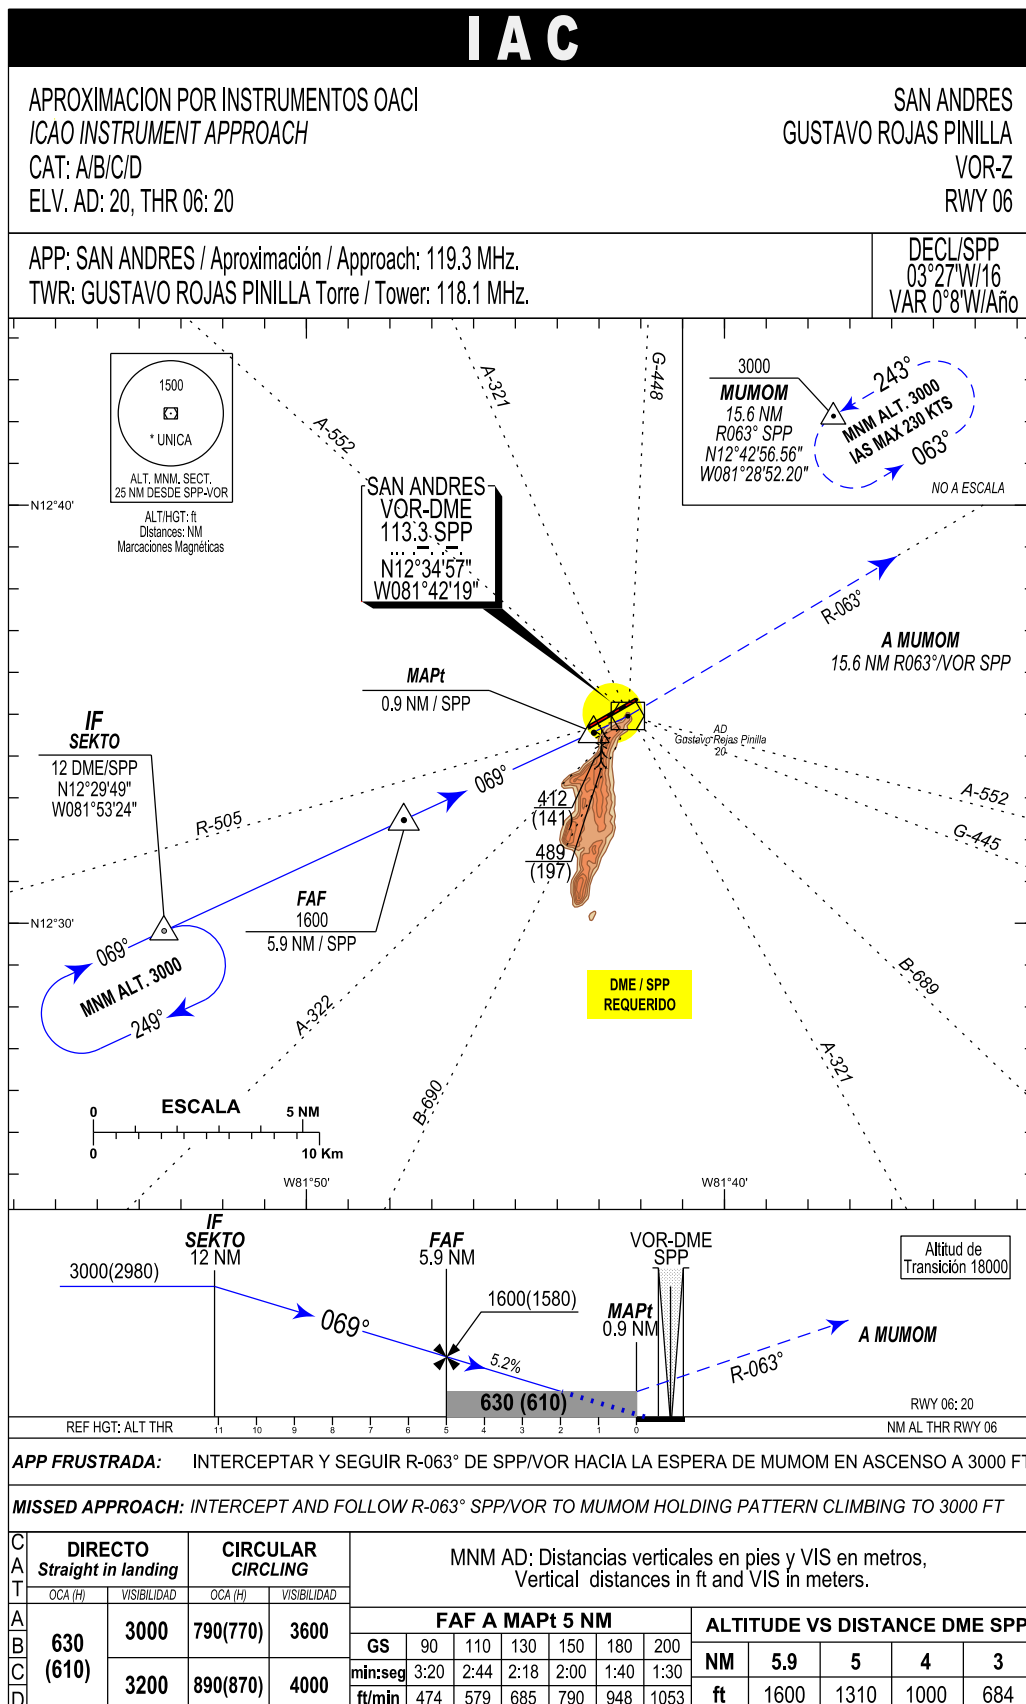 IAC
APROXIMACION POR INSTRUMENTOS OACI
ICAO INSTRUMENT APPROACH
CAT: A/B/C/D
ELV. AD: 20, THR 06: 20
SAN ANDRES
GUSTAVO ROJAS PINILLA
VOR-Z
RWY 06
APP: SAN ANDRES / Aproximación / Approach: 119.3 MHz.
TWR: GUSTAVO ROJAS PINILLA Torre / Tower: 118.1 MHz.
DECL/SPP
03°27'W/16
VAR 0°8'W/Año
1500
* UNICA
ALT. MNM. SECT.
25 NM DESDE SPP-VOR
ALT/HGT: ft
Distances: NM
Marcaciones Magnéticas
A-552
A-321
G-448
3000
MUMOM
15.6 NM
R063° SPP
N12°42'56.56"
W081°28'52.20"
243°
MNM ALT. 3000
IAS MAX 230 KTS
063°
NO A ESCALA
N12°40'
SAN ANDRES
VOR-DME
113.3 SPP
N12°34'57"
W081°42'19"
R-063°
A MUMOM
15.6 NM R063°/VOR SPP
MAPt
0.9 NM / SPP
AD
Gustavo Rojas Pinilla
20
IF
SEKTO
12 DME/SPP
N12°29'49"
W081°53'24"
069°
R-505
412
(141)
489
(197)
A-552
G-445
FAF
1600
5.9 NM / SPP
N12°30'
069°
MNM ALT. 3000
249°
DME / SPP
REQUERIDO
A-322
B-690
B-689
A-321
ESCALA
0 5 NM
0 10 Km
W81°50'
W81°40'
IF
SEKTO
12 NM
3000(2980)
069°
FAF
5.9 NM
1600(1580)
5.2%
MAPt
0.9 NM
VOR-DME
SPP
Altitud de
Transición 18000
A MUMOM
R-063°
630 (610)
RWY 06: 20
REF HGT: ALT THR
11 10 9 8 7 6 5 4 3 2 1 0
NM AL THR RWY 06
APP FRUSTRADA: INTERCEPTAR Y SEGUIR R-063° DE SPP/VOR HACIA LA ESPERA DE MUMOM EN ASCENSO A 3000 FT
MISSED APPROACH: INTERCEPT AND FOLLOW R-063° SPP/VOR TO MUMOM HOLDING PATTERN CLIMBING TO 3000 FT
CAT
DIRECTO
Straight in landing
CIRCULAR
CIRCLING
OCA (H) VISIBILIDAD OCA (H) VISIBILIDAD
A
B
C
D
630
(610)
3000 790(770) 3600
3200 890(870) 4000
MNM AD: Distancias verticales en pies y VIS en metros,
Vertical distances in ft and VIS in meters.
FAF A MAPt 5 NM
GS 90 110 130 150 180 200
min:seg 3:20 2:44 2:18 2:00 1:40 1:30
ft/min 474 579 685 790 948 1053
ALTITUDE VS DISTANCE DME SPP
NM 5.9 5 4 3
ft 1600 1310 1000 684